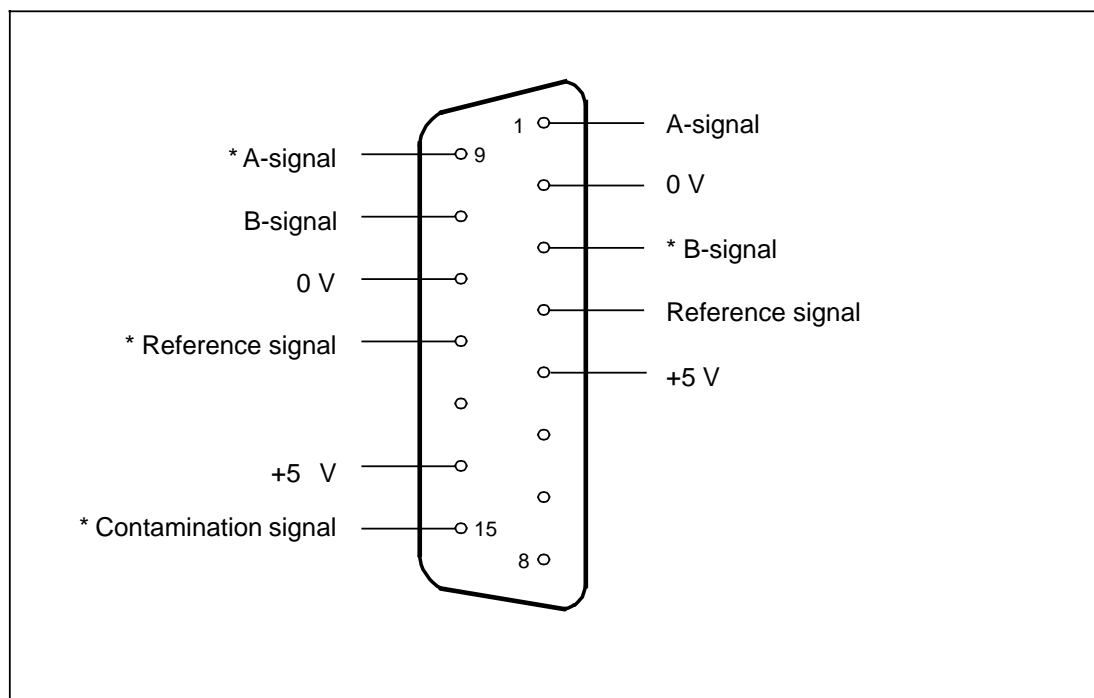 1 A-signal
* A-signal 9
0 V
B-signal
* B-signal
0 V
Reference signal
* Reference signal
+5 V
+5 V
* Contamination signal 15
8